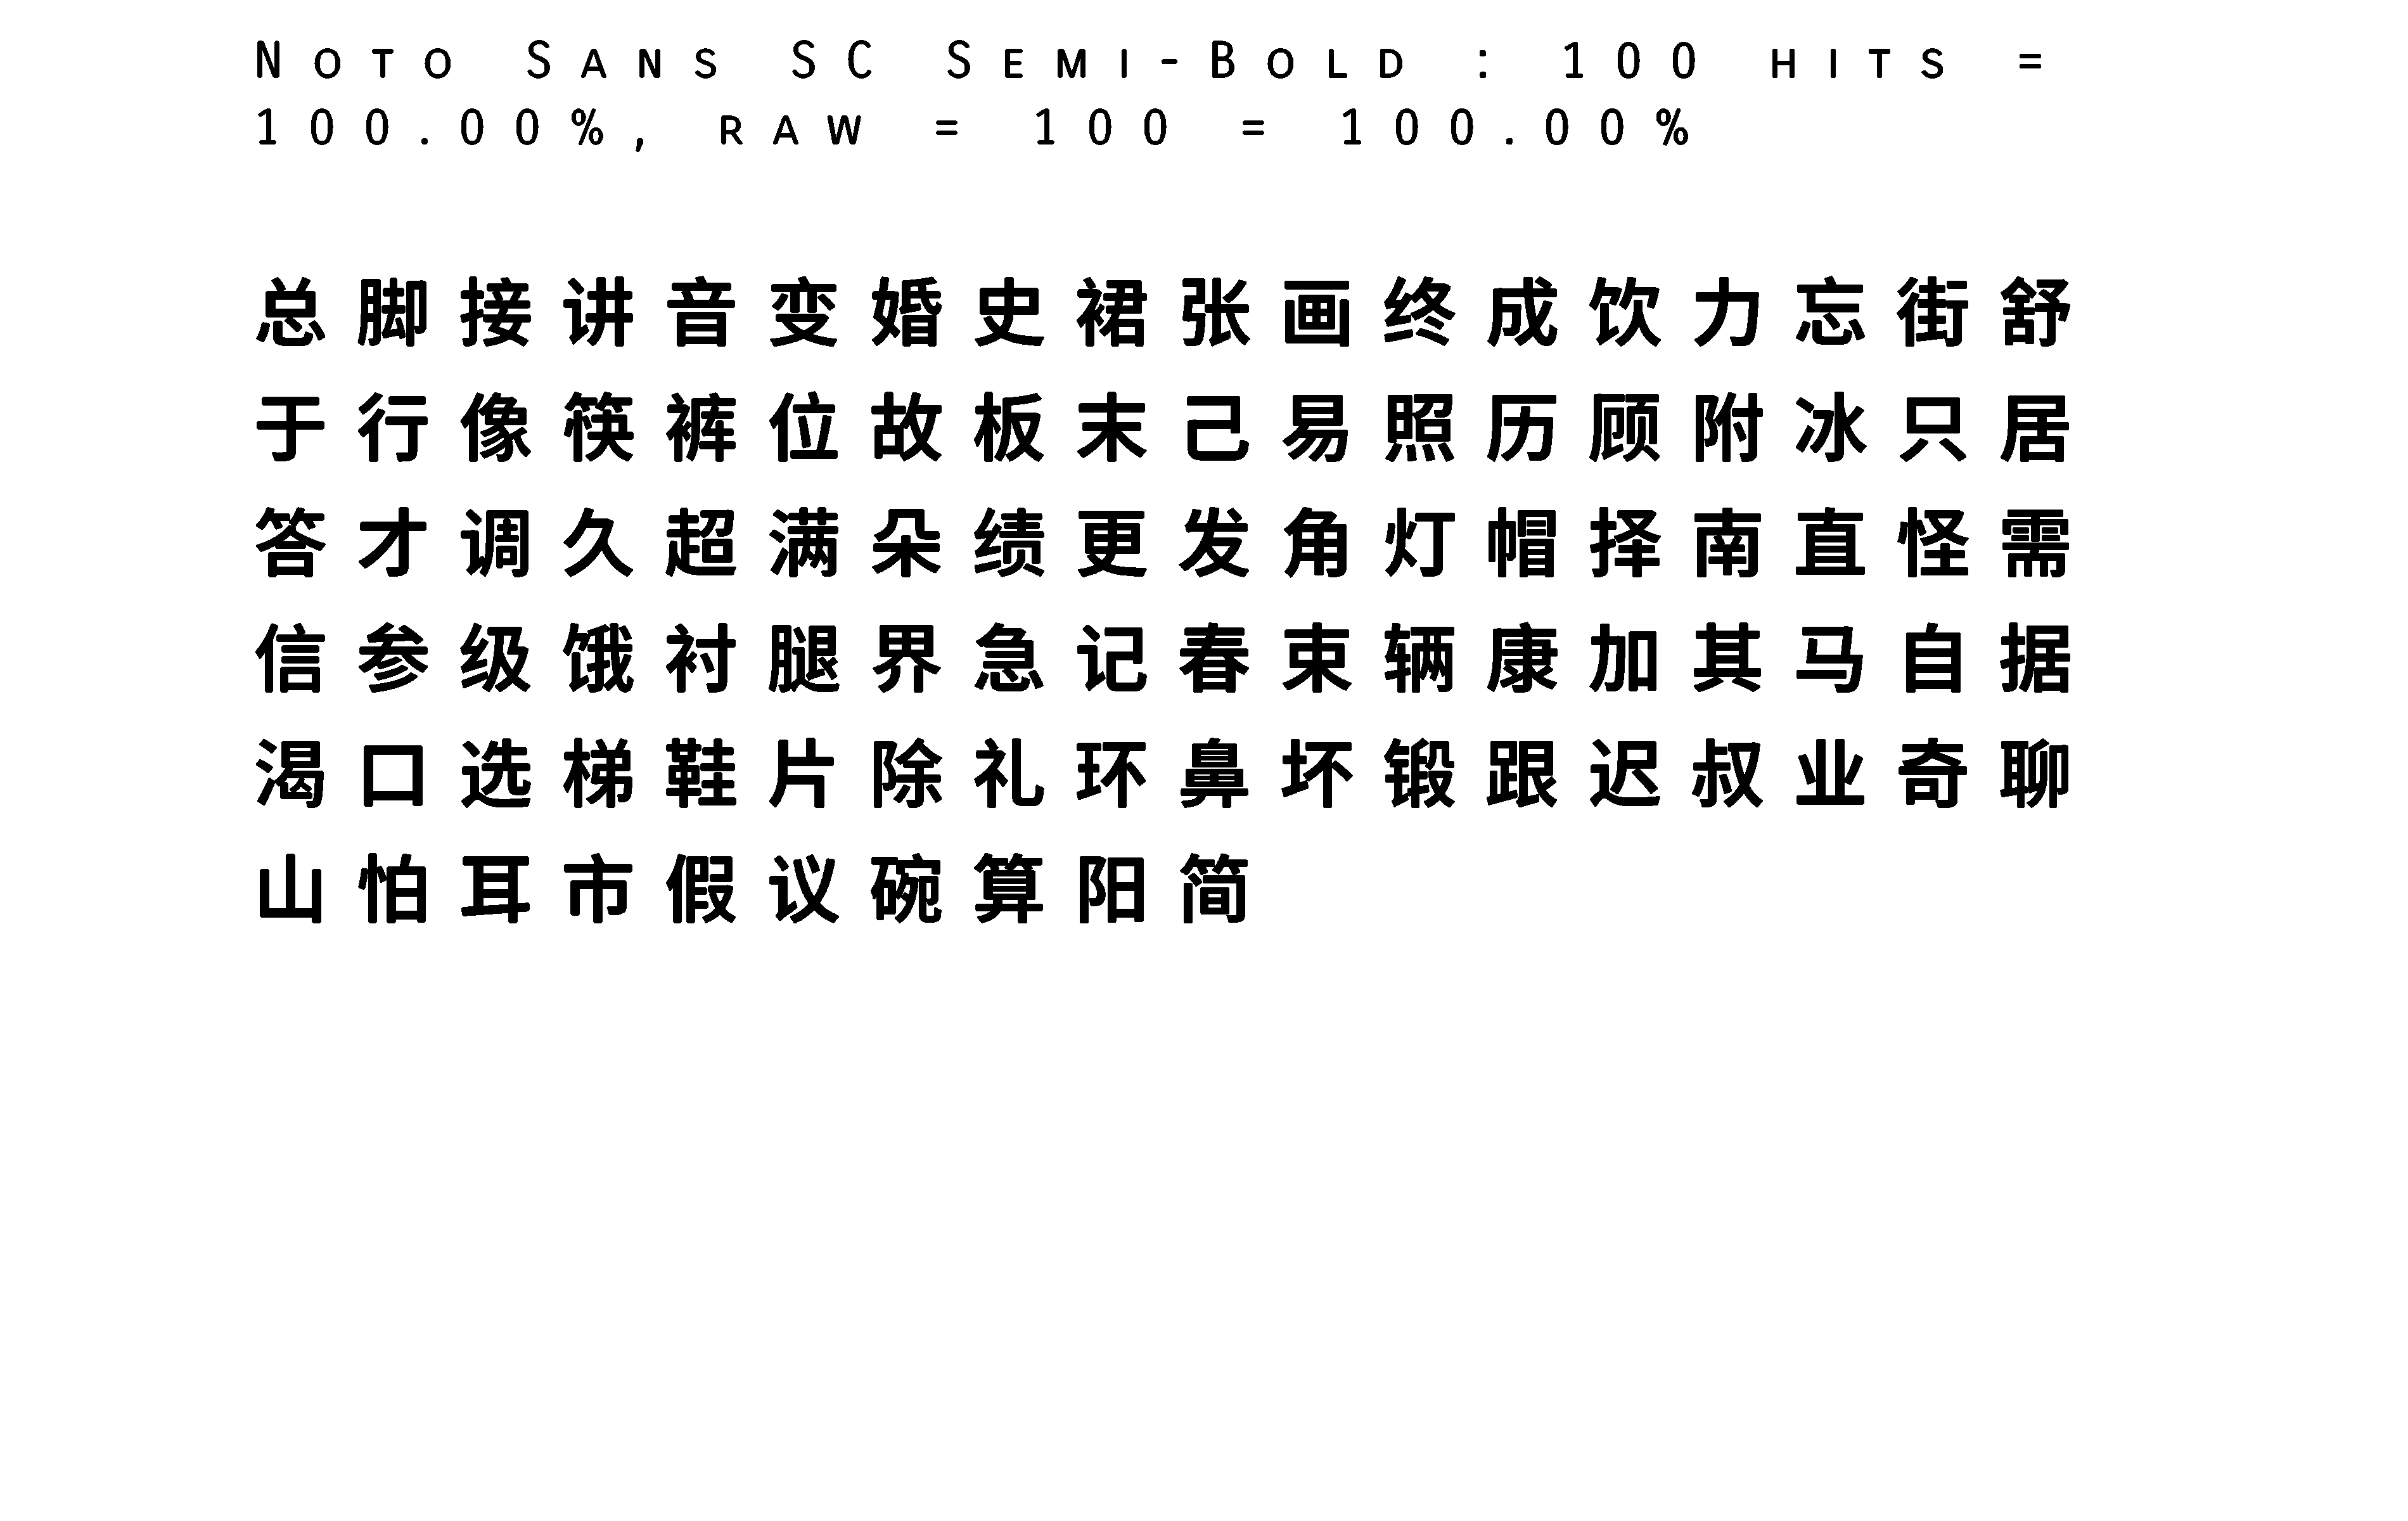 Noto Sans SC Semi-Bold : 100 hits =
100.00%, raw = 100 = 100.00%
总脚接讲音变婚史裙张画终成饮力忘街舒
于行像筷裤位故板末己易照历顾附冰只居
答才调久超满朵绩更发角灯帽择南直怪需
信参级饿衬腿界急记春束辆康加其马自据
渴口选梯鞋片除礼环鼻坏锻跟迟叔业奇聊
山怕耳市假议碗算阳简